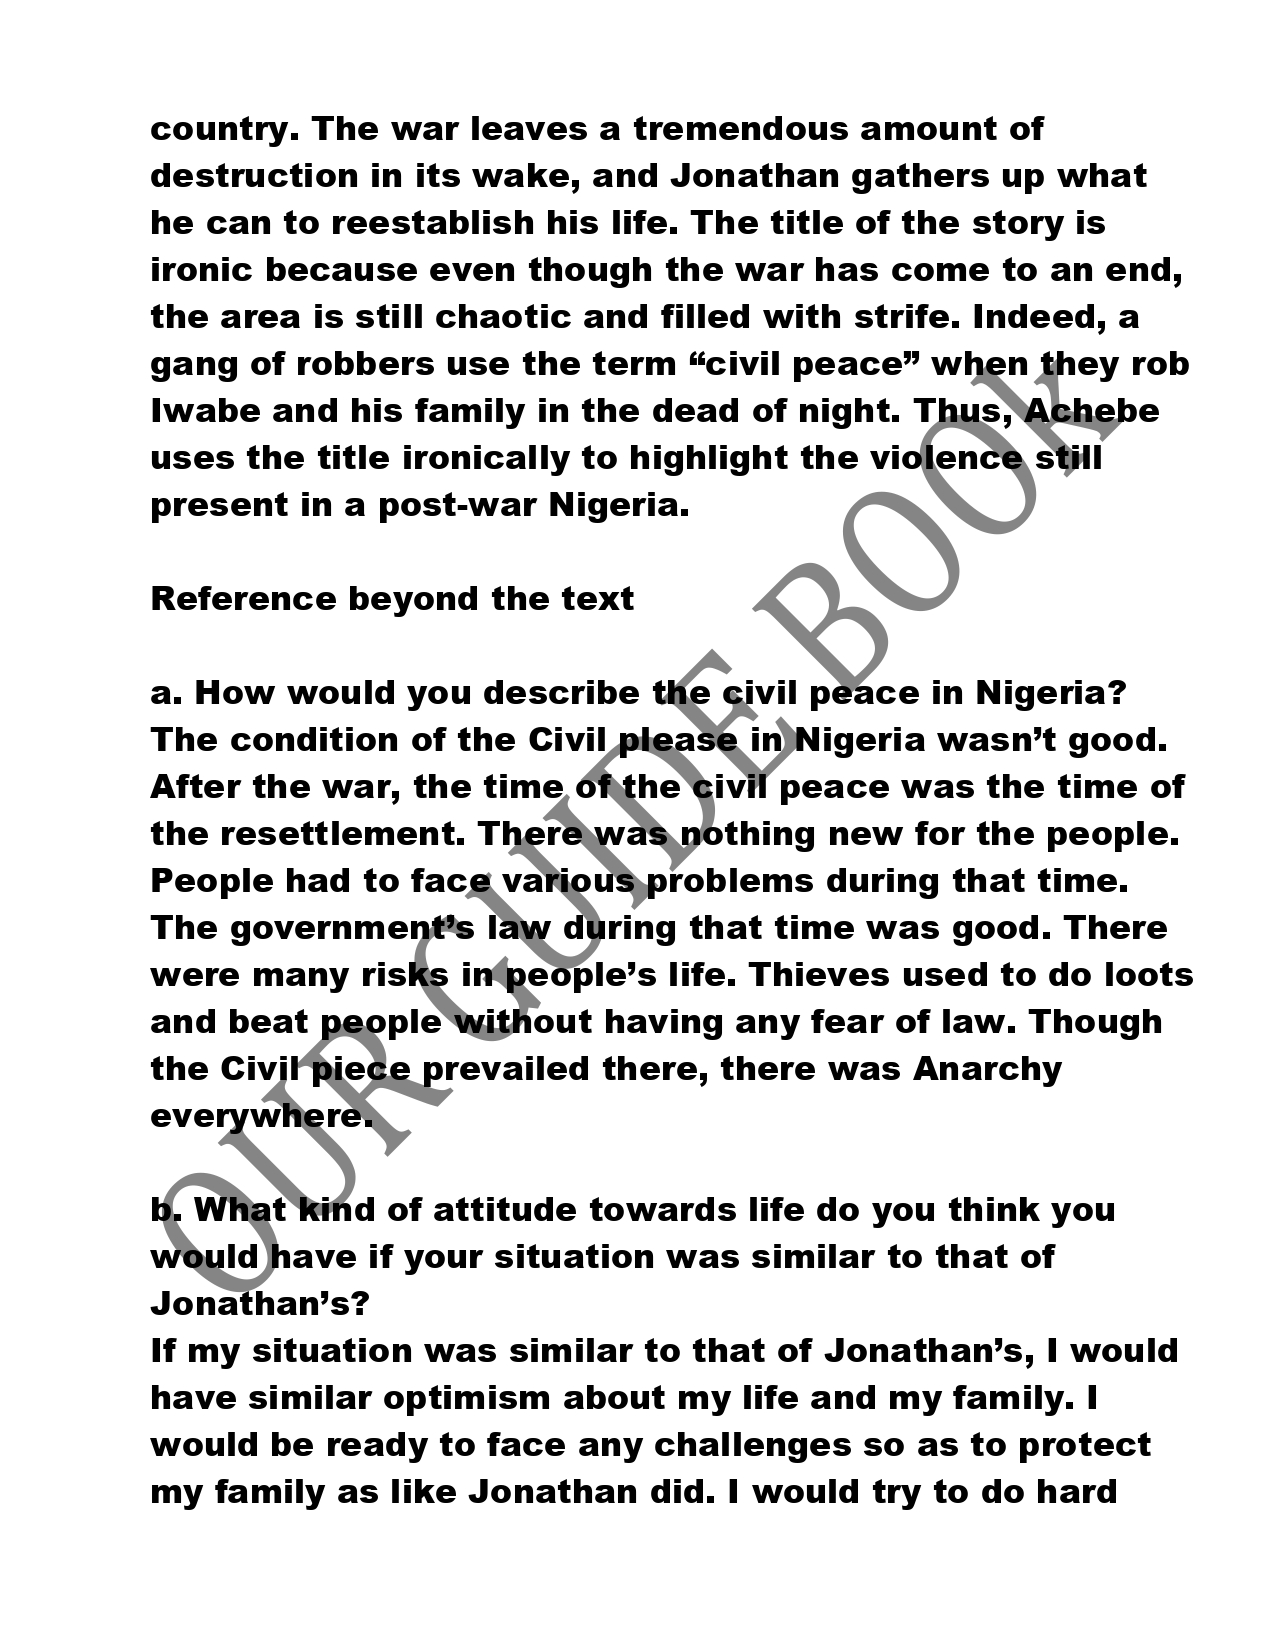 country. The war leaves a tremendous amount of
destruction in its wake, and Jonathan gathers up what
he can to reestablish his life. The title of the story is
ironic because even though the war has come to an end,
the area is still chaotic and filled with strife. Indeed, a
gang of robbers use the term “civil peace” when they rob
Iwabe and his family in the dead of night. Thus, Achebe
uses the title ironically to highlight the violence still
present in a post-war Nigeria.
Reference beyond the text
a. How would you describe the civil peace in Nigeria?
The condition of the Civil please in Nigeria wasn’t good.
After the war, the time of the civil peace was the time of
the resettlement. There was nothing new for the people.
People had to face various problems during that time.
The government’s law during that time was good. There
were many risks in people’s life. Thieves used to do loots
and beat people without having any fear of law. Though
the Civil piece prevailed there, there was Anarchy
everywhere.
b. What kind of attitude towards life do you think you
would have if your situation was similar to that of
Jonathan’s?
If my situation was similar to that of Jonathan’s, I would
have similar optimism about my life and my family. I
would be ready to face any challenges so as to protect
my family as like Jonathan did. I would try to do hard
OUR GUIDE BOOk